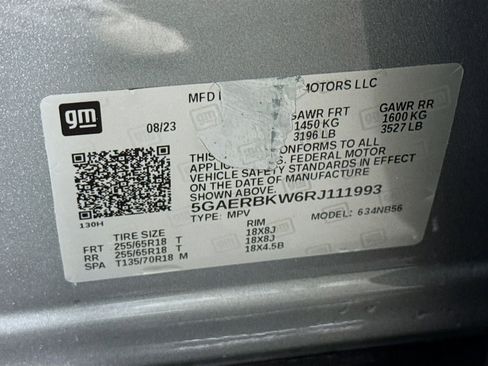 gm
MFD MOTORS LLC
08/23
GAWR FRT GAWR RR
1450 KG 1600 KG
3196 LB 3527 LB
THIS CONFORMS TO ALL
APPLICABLE U.S. FEDERAL MOTOR
VEHICLE SAFETY STANDARDS IN EFFECT
ON THE DATE OF MANUFACTURE
SHOWN ABOVE.
5GAERBKW6RJ111993
TYPE: MPV MODEL: 634NB56
130H
TIRE SIZE RIM
FRT 255/65R18 T 18X8J
RR 255/65R18 T 18X8J
SPA T135/70R18 M 18X4.5B